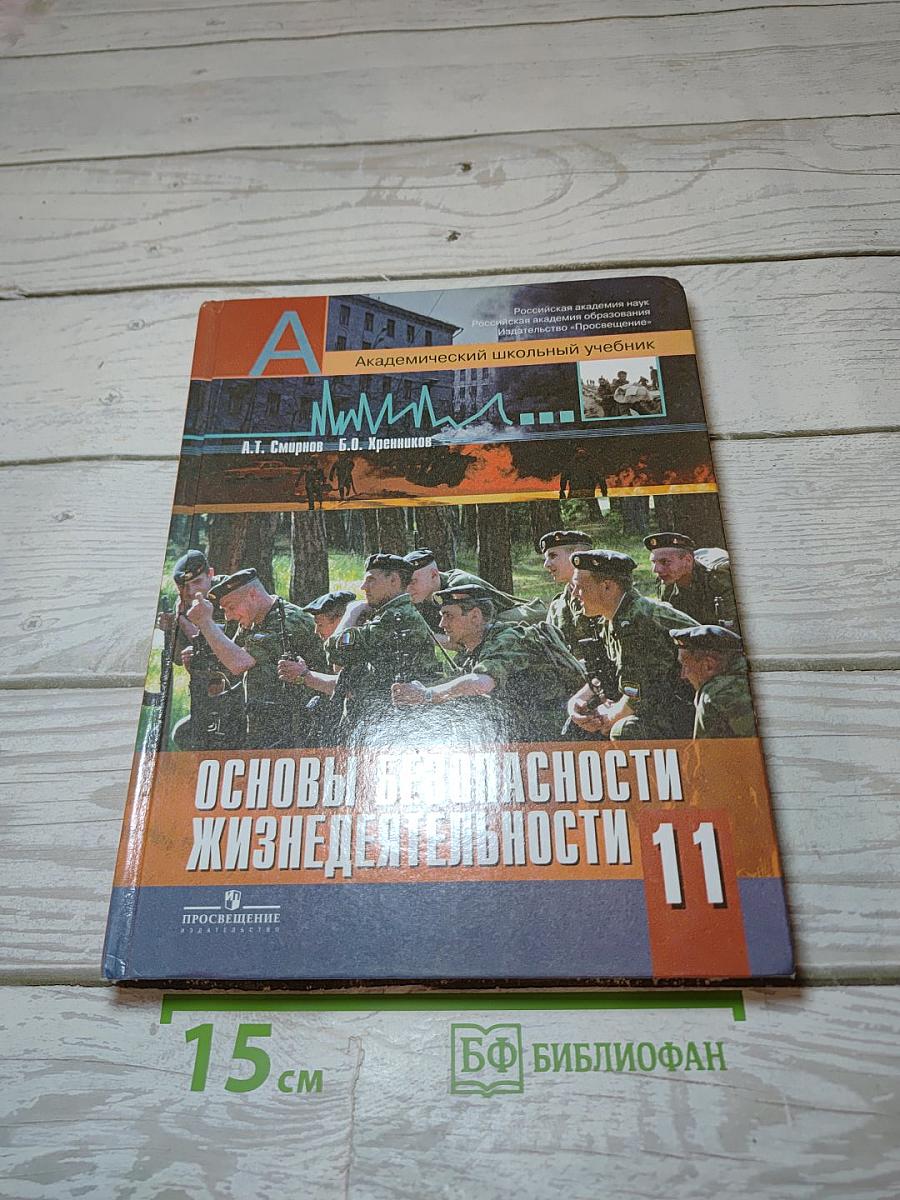 А
Российская академия наук
Российская академия образования
Издательство «Просвещение»
Академический школьный учебник
А.Т. Смирнов Б.О. Хренников
ОСНОВЫ БЕЗОПАСНОСТИ
ЖИЗНЕДЕЯТЕЛЬНОСТИ
11
ПРОСВЕЩЕНИЕ
ИЗДАТЕЛЬСТВО
15 см
БФ БИБЛИОФАН